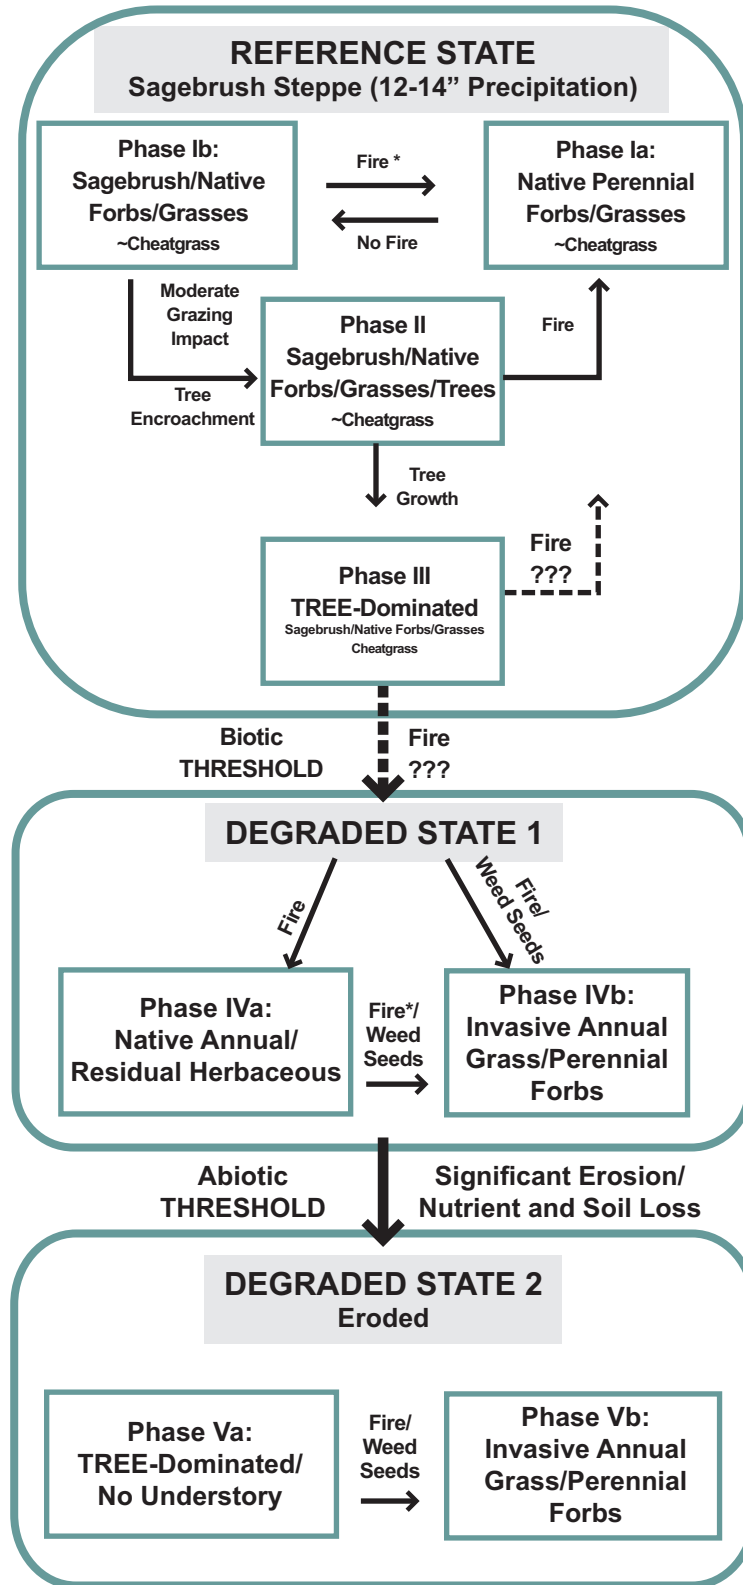 REFERENCE STATE
Sagebrush Steppe (12-14” Precipitation)
Phase Ib:
Sagebrush/Native
Forbs/Grasses
~Cheatgrass
Fire *
No Fire
Phase Ia:
Native Perennial
Forbs/Grasses
~Cheatgrass
Moderate
Grazing
Impact
Tree
Encroachment
Phase II
Sagebrush/Native
Forbs/Grasses/Trees
~Cheatgrass
Fire
Tree
Growth
Phase III
TREE-Dominated
Sagebrush/Native Forbs/Grasses
Cheatgrass
Fire
???
Biotic
THRESHOLD
Fire
???
DEGRADED STATE 1
Fire
Fire/
Weed Seeds
Phase IVa:
Native Annual/
Residual Herbaceous
Fire*/
Weed
Seeds
Phase IVb:
Invasive Annual
Grass/Perennial
Forbs
Abiotic
THRESHOLD
Significant Erosion/
Nutrient and Soil Loss
DEGRADED STATE 2
Eroded
Phase Va:
TREE-Dominated/
No Understory
Fire/
Weed
Seeds
Phase Vb:
Invasive Annual
Grass/Perennial
Forbs